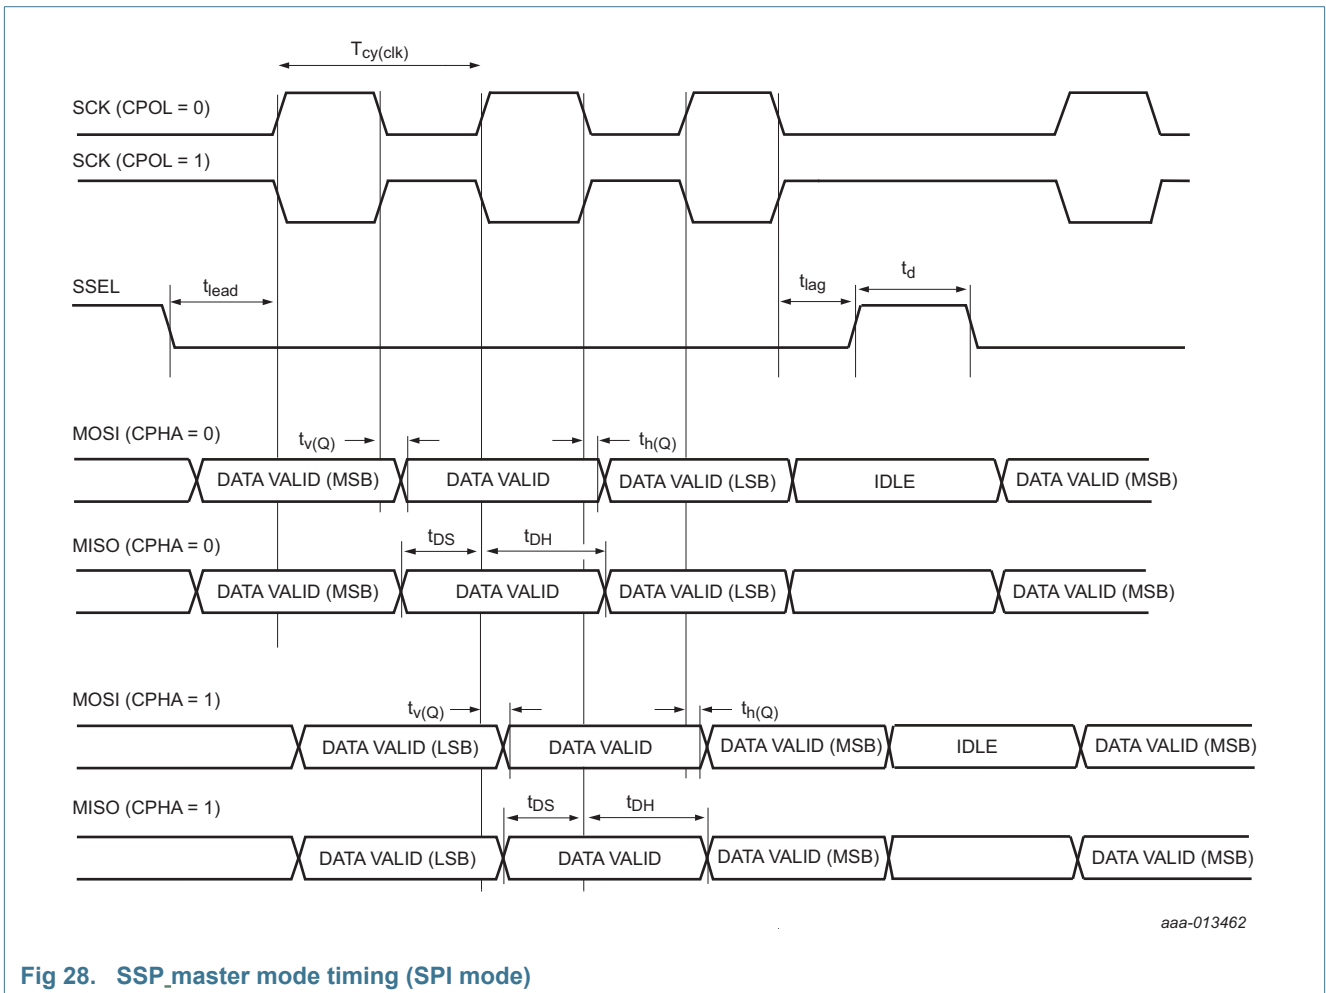 Tcy(clk)
SCK (CPOL = 0)
SCK (CPOL = 1)
SSEL
tlead
tlag
td
MOSI (CPHA = 0)
tv(Q)
th(Q)
DATA VALID (MSB) DATA VALID DATA VALID (LSB) IDLE DATA VALID (MSB)
MISO (CPHA = 0)
tDS
tDH
DATA VALID (MSB) DATA VALID DATA VALID (LSB) DATA VALID (MSB)
MOSI (CPHA = 1)
tv(Q)
th(Q)
DATA VALID (LSB) DATA VALID DATA VALID (MSB) IDLE DATA VALID (MSB)
MISO (CPHA = 1)
tDS
tDH
DATA VALID (LSB) DATA VALID DATA VALID (MSB) DATA VALID (MSB)
aaa-013462
Fig 28. SSP_master mode timing (SPI mode)